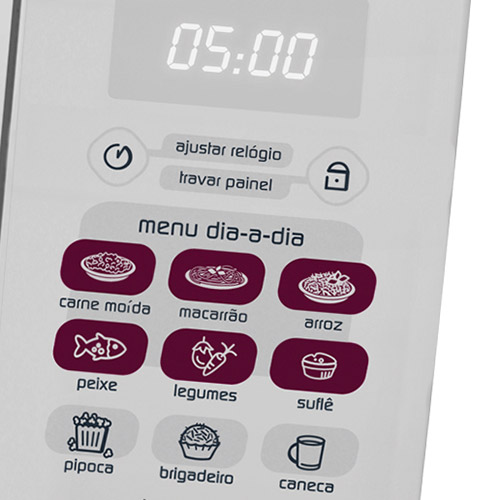 05:00
ajustar relógio
travar painel
menu dia-a-dia
carne moída macarrão arroz
peixe legumes suflê
pipoca brigadeiro caneca